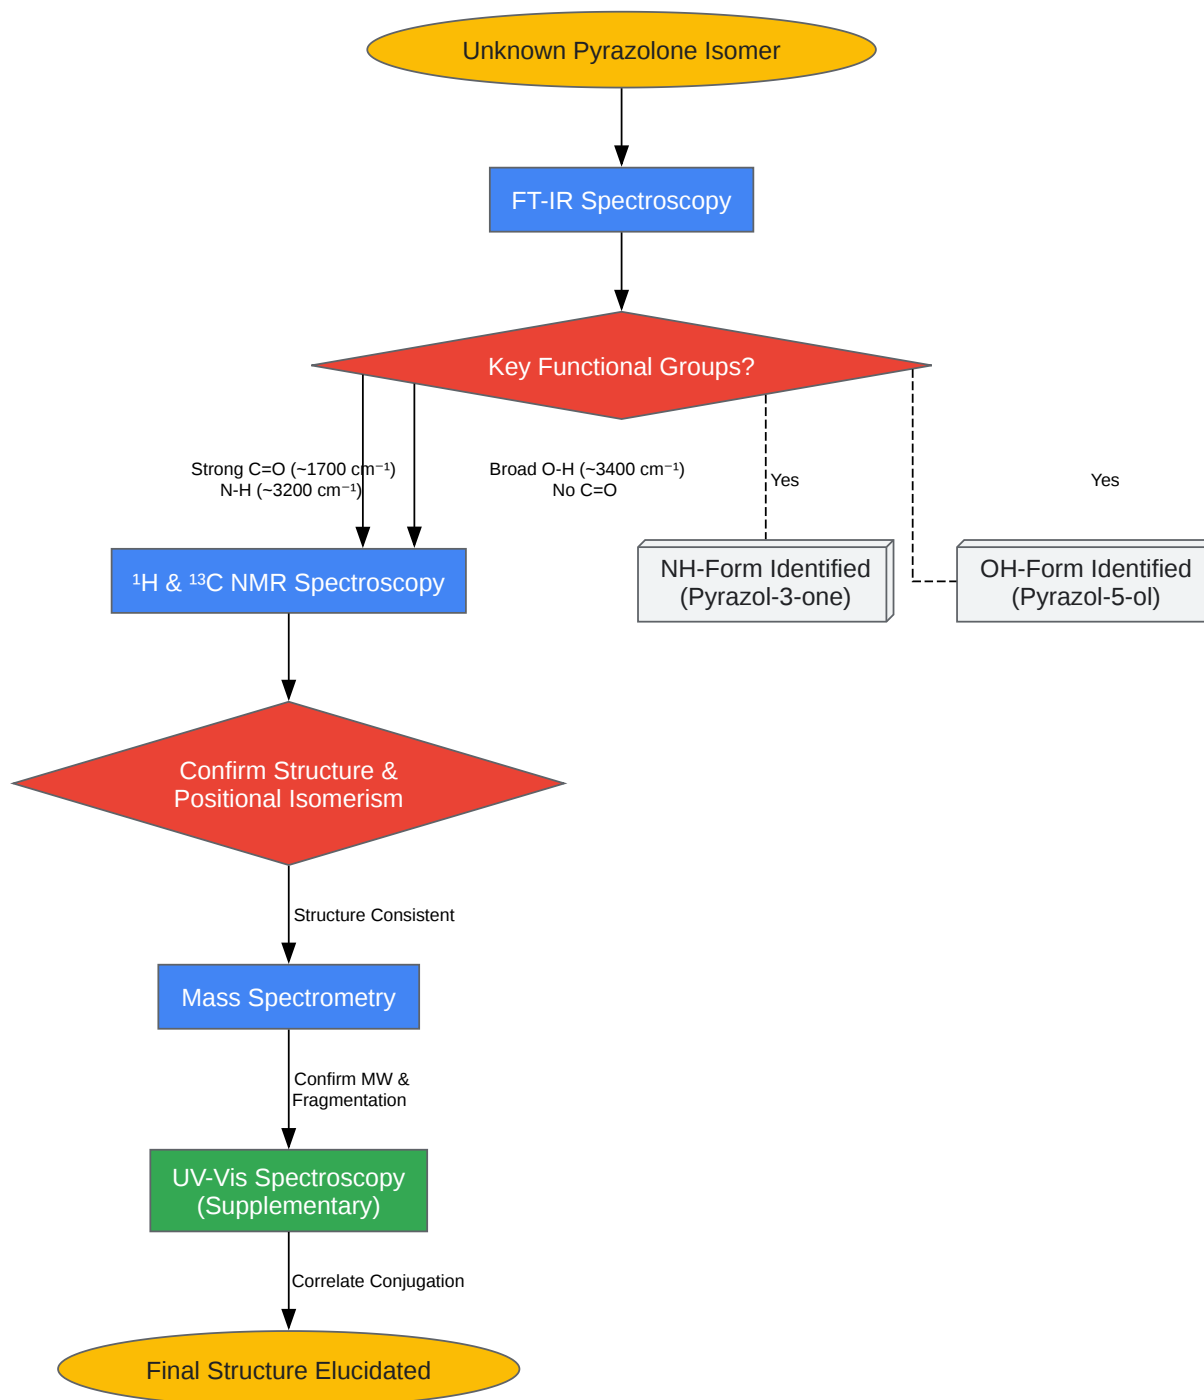 Unknown Pyrazolone Isomer
FT-IR Spectroscopy
Key Functional Groups?
Strong C=O (~1700 cm⁻¹)
N-H (~3200 cm⁻¹)
Broad O-H (~3400 cm⁻¹)
No C=O
Yes
Yes
¹H & ¹³C NMR Spectroscopy
NH-Form Identified
(Pyrazol-3-one)
OH-Form Identified
(Pyrazol-5-ol)
Confirm Structure &
Positional Isomerism
Structure Consistent
Mass Spectrometry
Confirm MW &
Fragmentation
UV-Vis Spectroscopy
(Supplementary)
Correlate Conjugation
Final Structure Elucidated